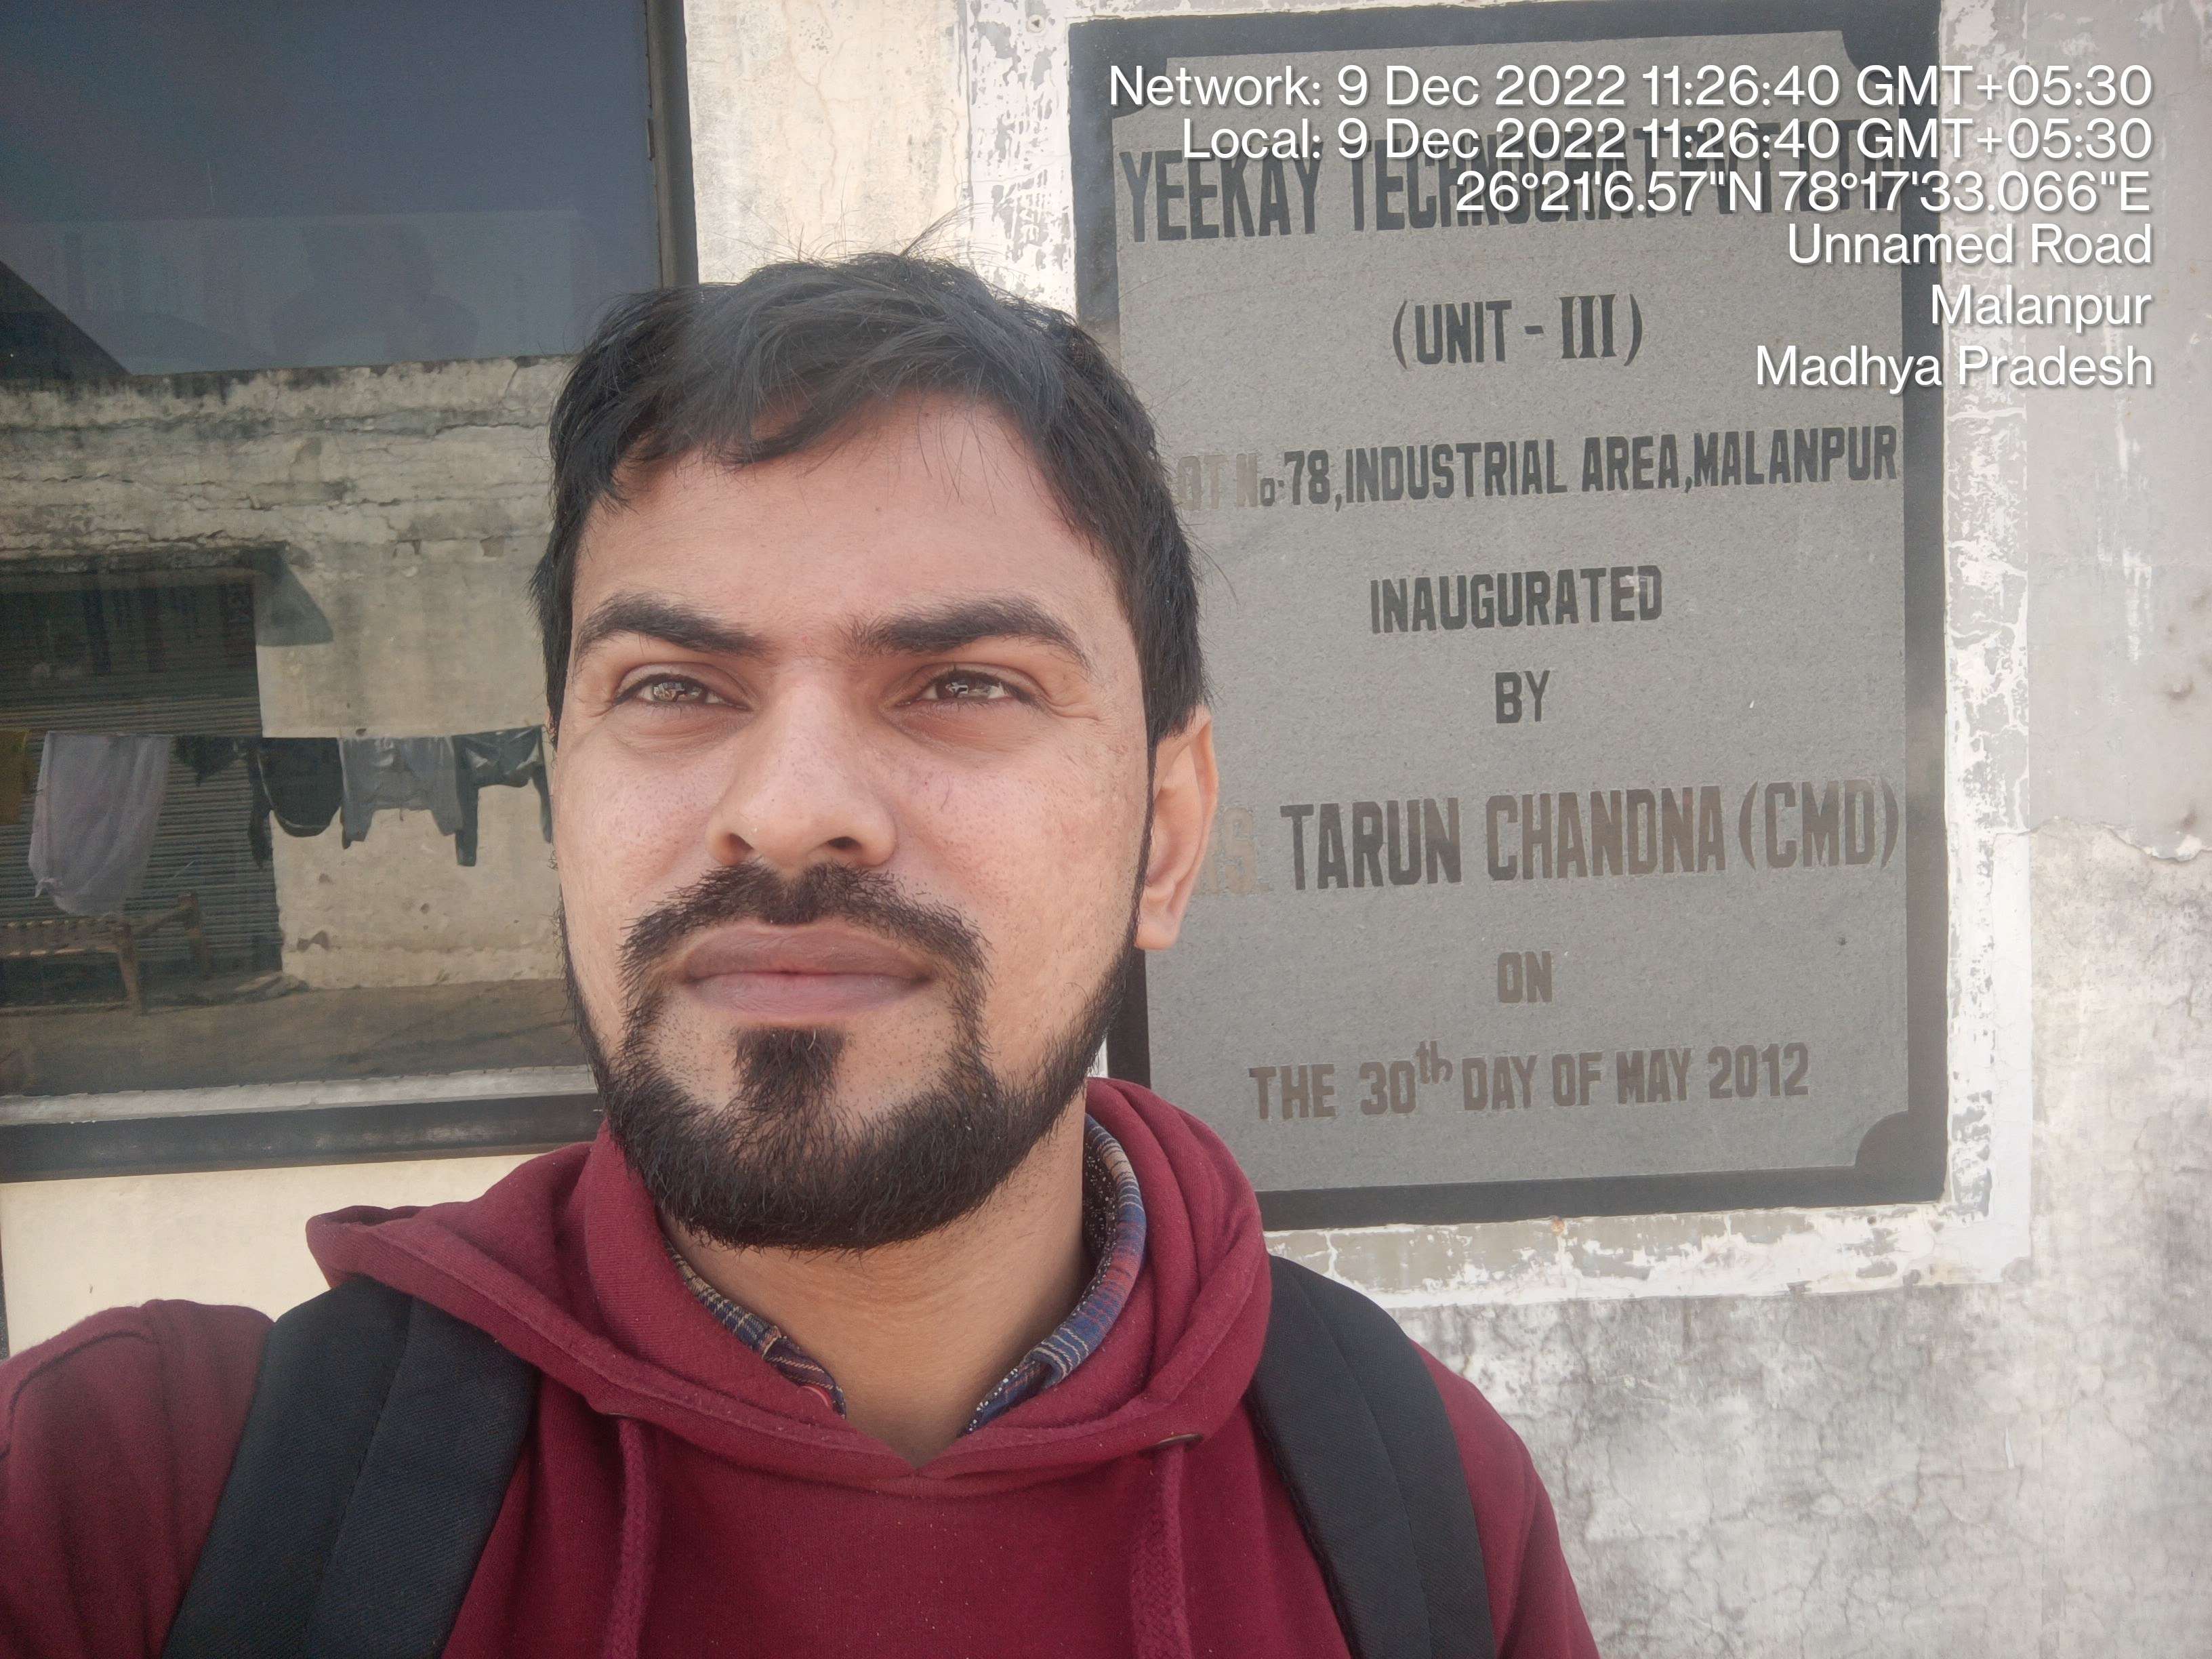 Network: 9 Dec 2022 11:26:40 GMT+05:30
Local: 9 Dec 2022 11:26:40 GMT+05:30
26°21'6.57"N 78°17'33.066"E
Unnamed Road
Malanpur
Madhya Pradesh
YEEKAY
(UNIT - III)
No. 78, INDUSTRIAL AREA, MALANPUR
INAUGURATED
BY
TARUN CHANDNA (CMD)
ON
THE 30th DAY OF MAY 2012